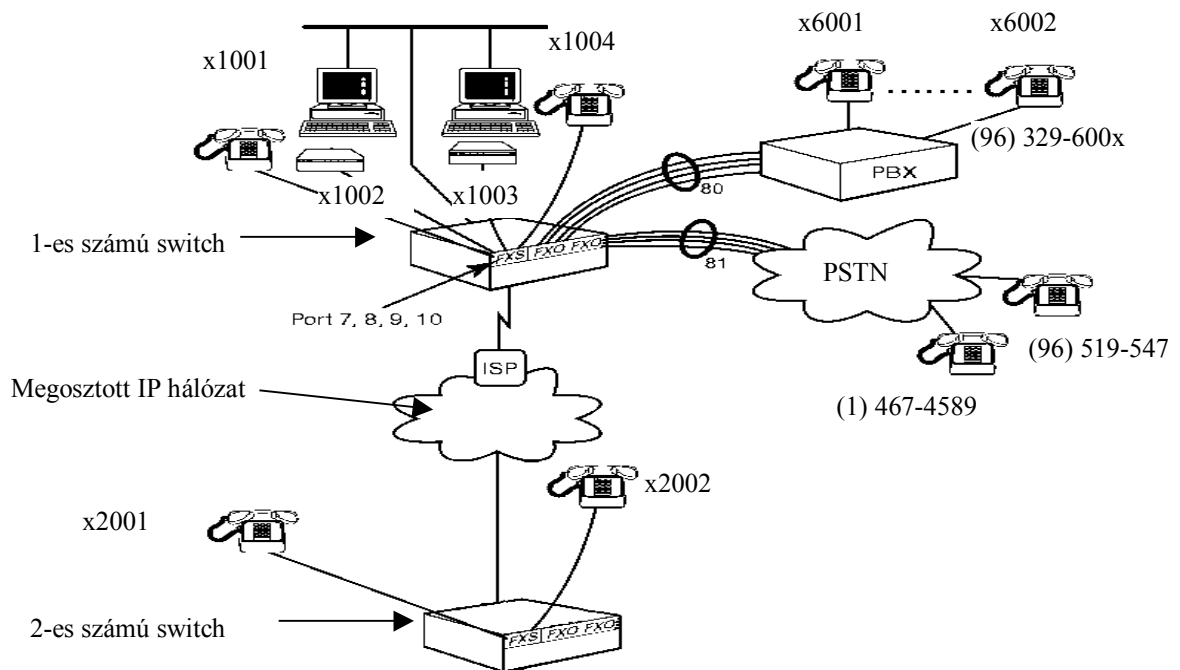 x6001
x6002
x1004
x1001
(96) 329-600x
PBX
x1002
x1003
80
1-es számú switch
FXS FXO FXO
81
PSTN
Port 7, 8, 9, 10
(96) 519-547
ISP
Megosztott IP hálózat
(1) 467-4589
x2002
x2001
2-es számú switch
FXS FXO FXO